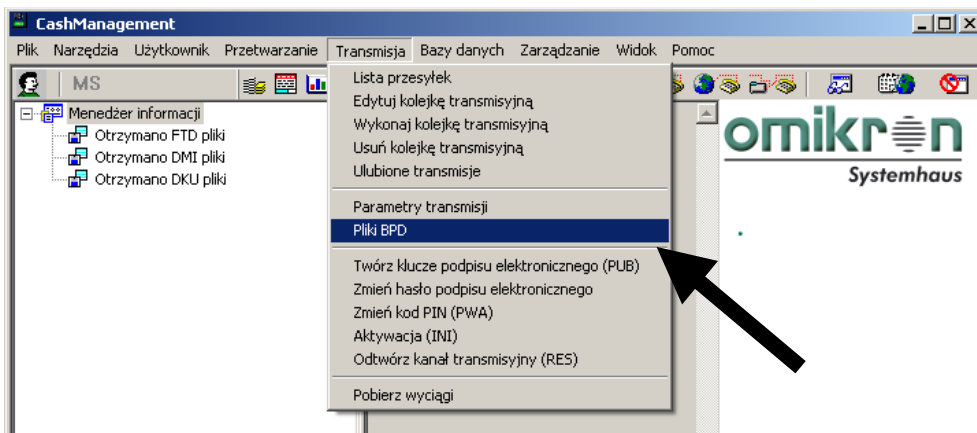 CashManagement
Plik Narzędzia Użytkownik Przetwarzanie Transmisja Bazy danych Zarządzanie Widok Pomoc
MS
Menedżer informacji
Otrzymano FTD pliki
Otrzymano DMI pliki
Otrzymano DKU pliki
Lista przesyłek
Edytuj kolejkę transmisyjną
Wykonaj kolejkę transmisyjną
Usuń kolejkę transmisyjną
Ulubione transmisje
Parametry transmisji
Pliki BPD
Twórz klucze podpisu elektronicznego (PUB)
Zmień hasło podpisu elektronicznego
Zmień kod PIN (PWA)
Aktywacja (INI)
Odtwórz kanał transmisyjny (RES)
Pobierz wyciągi
omikron
Systemhaus